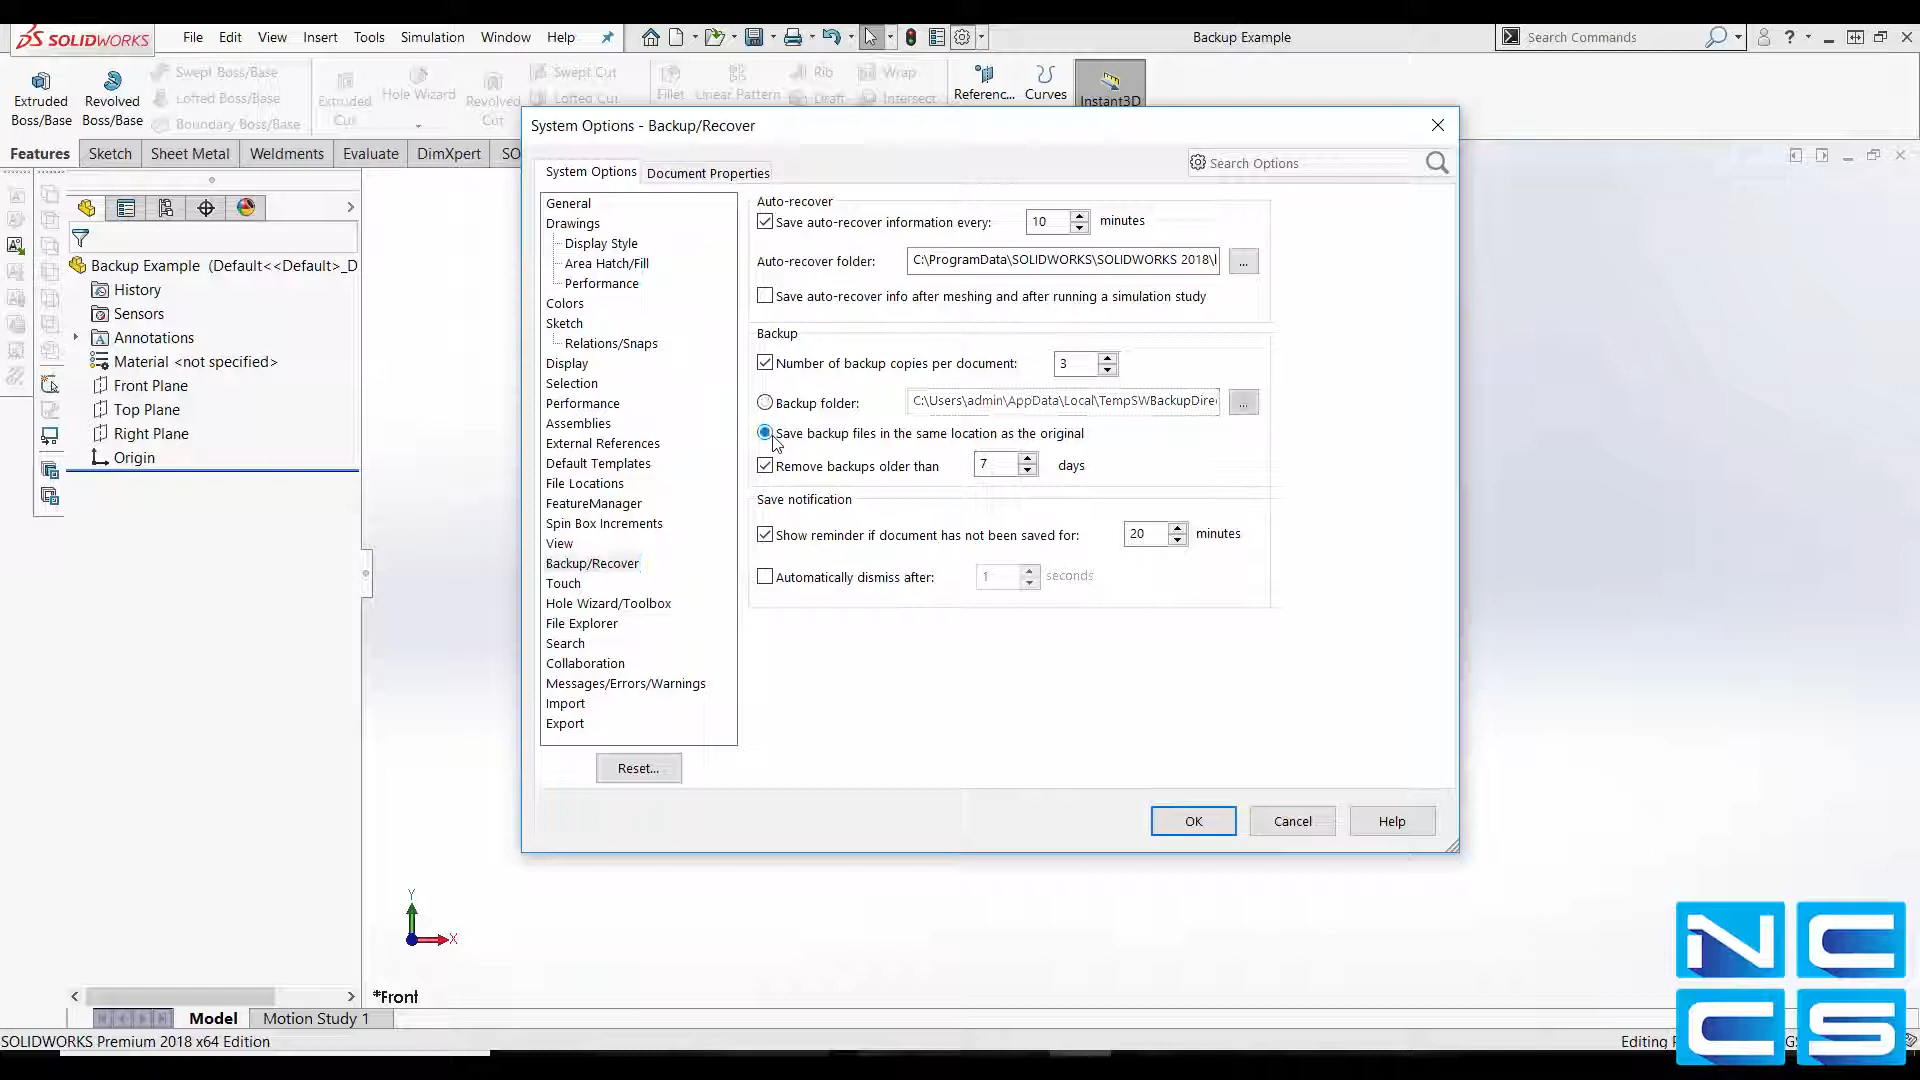 SOLIDWORKS File Edit View Insert Tools Simulation Window Help Backup Example Search Commands ?
Extruded Boss/Base
Revolved Boss/Base
Swept Boss/Base
Lofted Boss/Base
Boundary Boss/Base
Extruded Cut
Hole Wizard
Revolved Cut
Swept Cut
Lofted Cut
Fillet
Linear Pattern
Rib
Draft
Wrap
Intersect
Referenc...
Curves
Instant3D
Features Sketch Sheet Metal Weldments Evaluate DimXpert SO
Backup Example (Default<<Default>_D
History
Sensors
Annotations
Material <not specified>
Front Plane
Top Plane
Right Plane
Origin
System Options - Backup/Recover
System Options Document Properties
Search Options
General
Drawings
Display Style
Area Hatch/Fill
Performance
Colors
Sketch
Relations/Snaps
Display
Selection
Performance
Assemblies
External References
Default Templates
File Locations
FeatureManager
Spin Box Increments
View
Backup/Recover
Touch
Hole Wizard/Toolbox
File Explorer
Search
Collaboration
Messages/Errors/Warnings
Import
Export
Reset...
Auto-recover
Save auto-recover information every: 10 minutes
Auto-recover folder: C:\ProgramData\SOLIDWORKS\SOLIDWORKS 2018\ ...
Save auto-recover info after meshing and after running a simulation study
Backup
Number of backup copies per document: 3
Backup folder: C:\Users\admin\AppData\Local\TempSWBackupDire ...
Save backup files in the same location as the original
Remove backups older than 7 days
Save notification
Show reminder if document has not been saved for: 20 minutes
Automatically dismiss after: 1 seconds
OK Cancel Help
Y
X
*Front
Model Motion Study 1
SOLIDWORKS Premium 2018 x64 Edition
Editing
N C
C S